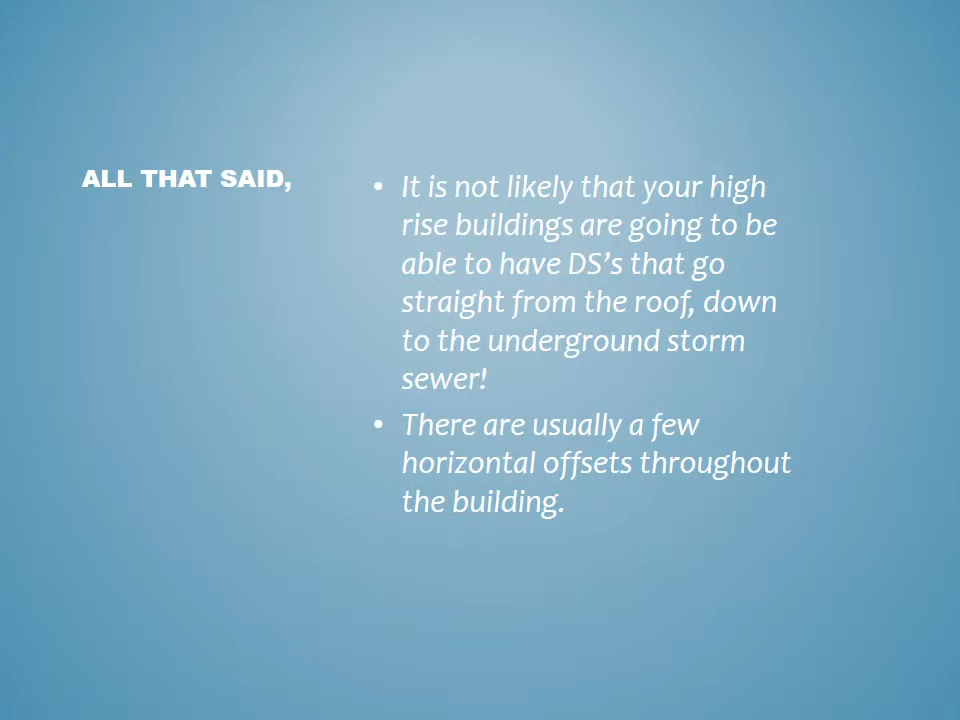 ALL THAT SAID,
• It is not likely that your high
rise buildings are going to be
able to have DS’s that go
straight from the roof, down
to the underground storm
sewer!
• There are usually a few
horizontal offsets throughout
the building.